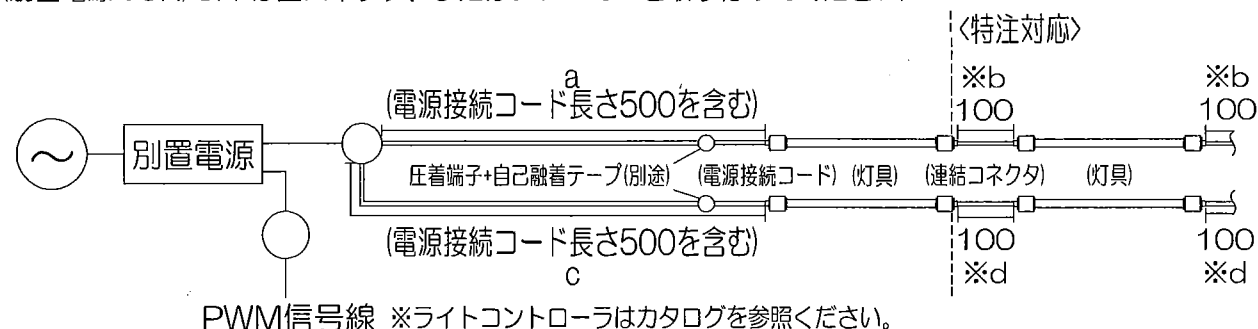 〈特注対応〉
a
※b
※b
(電源接続コード長さ500を含む)
100
100
別置電源
圧着端子+自己融着テープ(別途)
(電源接続コード)
(灯具)
(連結コネクタ)
(灯具)
(電源接続コード長さ500を含む)
100
100
c
※d
※d
PWM信号線 ※ライトコントローラはカタログを参照ください。